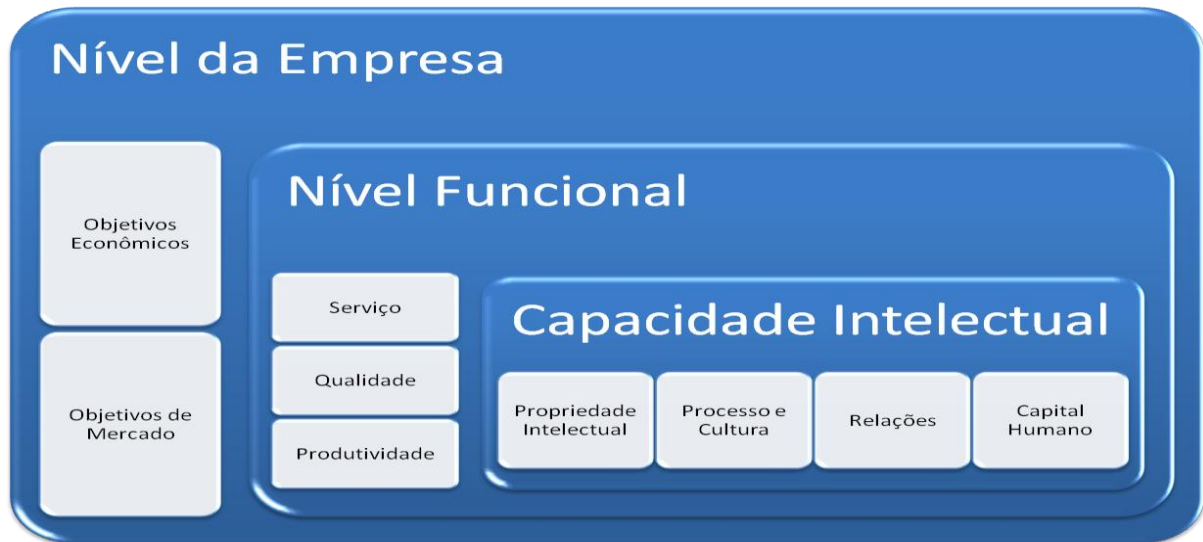 Nível da Empresa
Objetivos
Econômicos
Objetivos de
Mercado
Nível Funcional
Serviço
Qualidade
Produtividade
Capacidade Intelectual
Propriedade
Intelectual
Processo e
Cultura
Relações
Capital
Humano